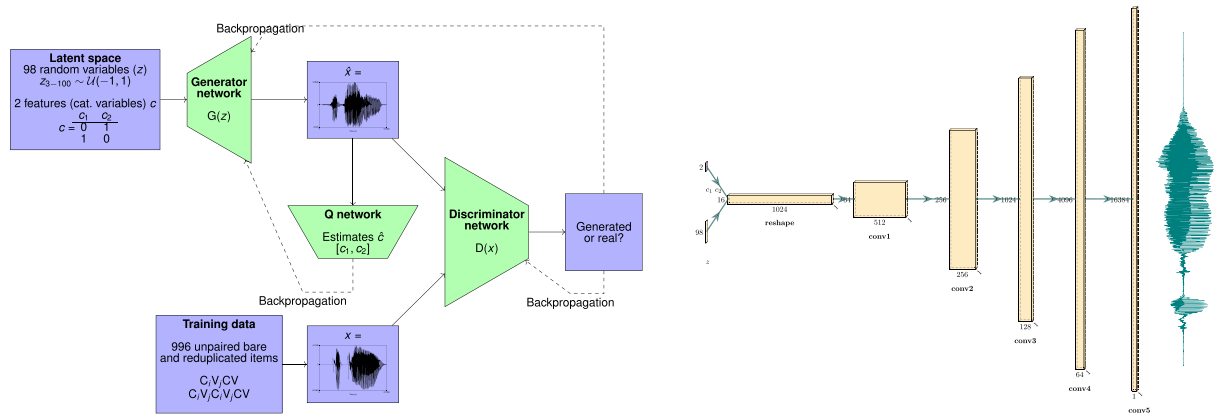 Backpropagation
Latent space
98 random variables (z)
z₃₋₁₀₀ ∼ 𝒰(−1, 1)
2 features (cat. variables) c
c₁ c₂
c = 0 1
1 0
Generator
network
G(z)
x̂ =
Q network
Estimates ĉ
[c₁, c₂]
Backpropagation
Discriminator
network
D(x)
Generated
or real?
Backpropagation
Training data
996 unpaired bare
and reduplicated items
CᵢVⱼCV
CᵢVⱼCᵢVⱼCV
x =
2
c₁ c₂
16
98
z
1024
reshape
64
512
conv1
256
256
conv2
1024
128
conv3
4096
64
conv4
16384
1
conv5